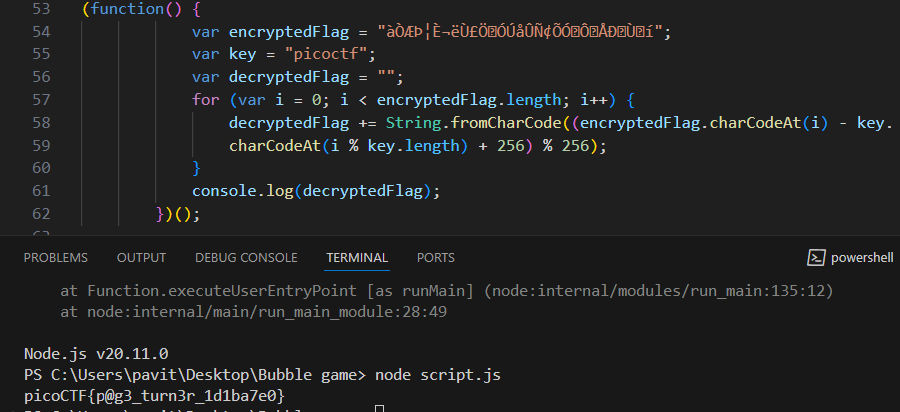 53 (function() {
54 var encryptedFlag = "àÒÆÞ¦È¬ëÙ£ÖÓÚåÛÑ¢ÕÓÔÅÐÙí";
55 var key = "picoctf";
56 var decryptedFlag = "";
57 for (var i = 0; i < encryptedFlag.length; i++) {
58 decryptedFlag += String.fromCharCode((encryptedFlag.charCodeAt(i) - key.
59 charCodeAt(i % key.length) + 256) % 256);
60 }
61 console.log(decryptedFlag);
62 })();
PROBLEMS OUTPUT DEBUG CONSOLE TERMINAL PORTS powershell
at Function.executeUserEntryPoint [as runMain] (node:internal/modules/run_main:135:12)
at node:internal/main/run_main_module:28:49
Node.js v20.11.0
PS C:\Users\pavit\Desktop\Bubble game> node script.js
picoCTF{p@g3_turn3r_1d1ba7e0}